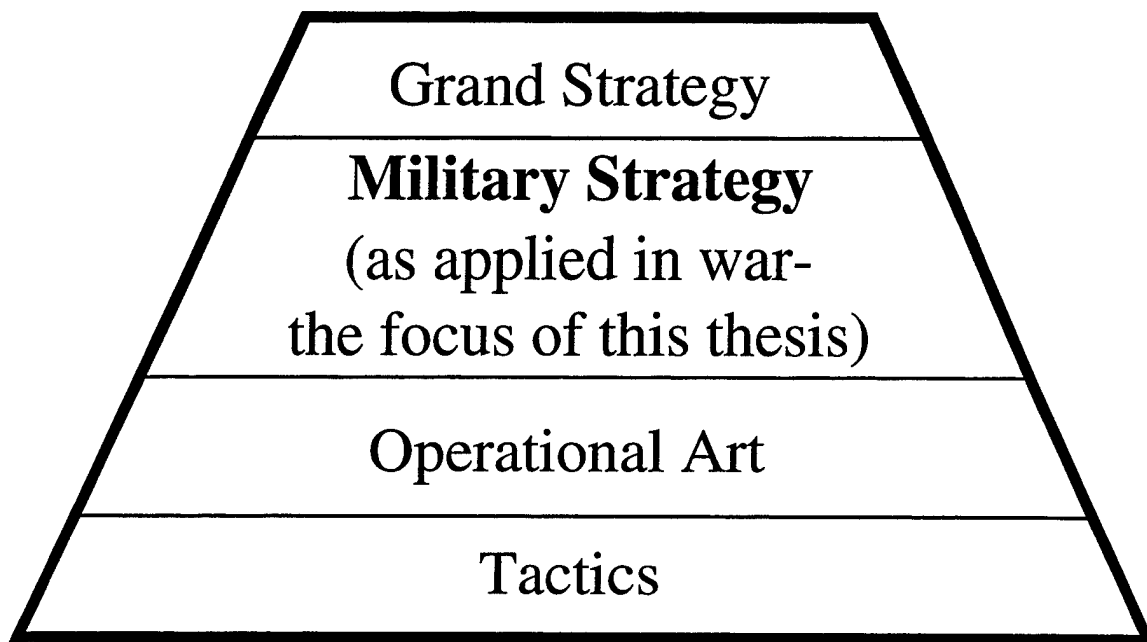 Grand Strategy
Military Strategy
(as applied in war-
the focus of this thesis)
Operational Art
Tactics